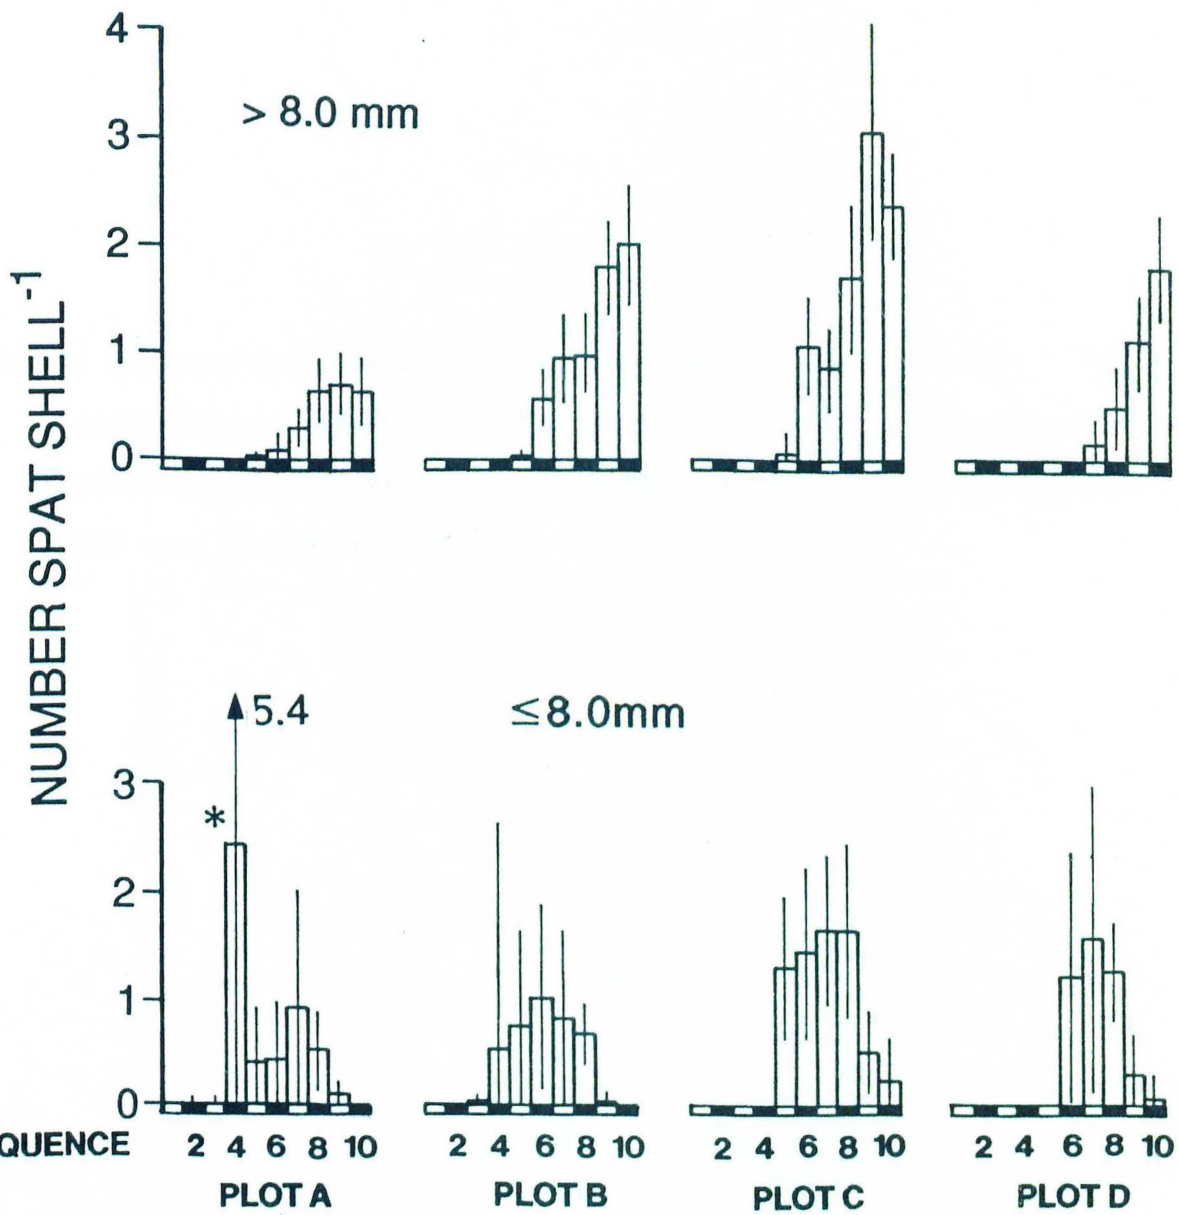 NUMBER SPAT SHELL-1
4
3
2
1
0
> 8.0 mm
5.4
≤8.0mm
3
*
2
1
0
QUENCE 2 4 6 8 10 2 4 6 8 10 2 4 6 8 10 2 4 6 8 10
PLOT A PLOT B PLOT C PLOT D